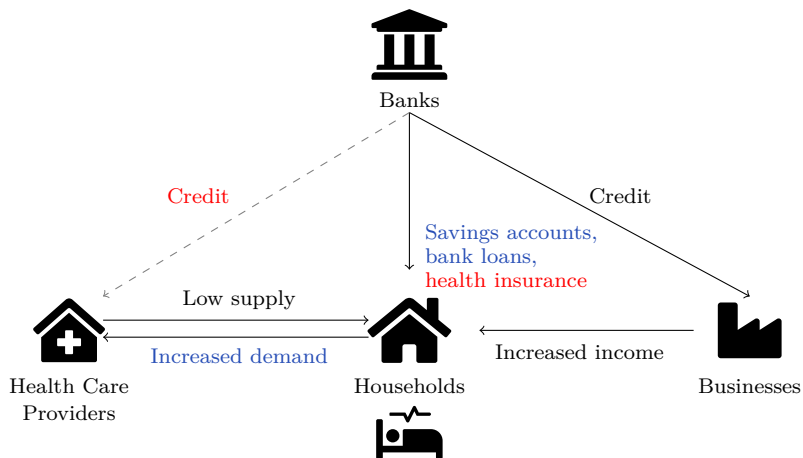 Banks
Credit
Credit
Savings accounts,
bank loans,
health insurance
Low supply
Increased demand
Increased income
Health Care
Providers
Households
Businesses